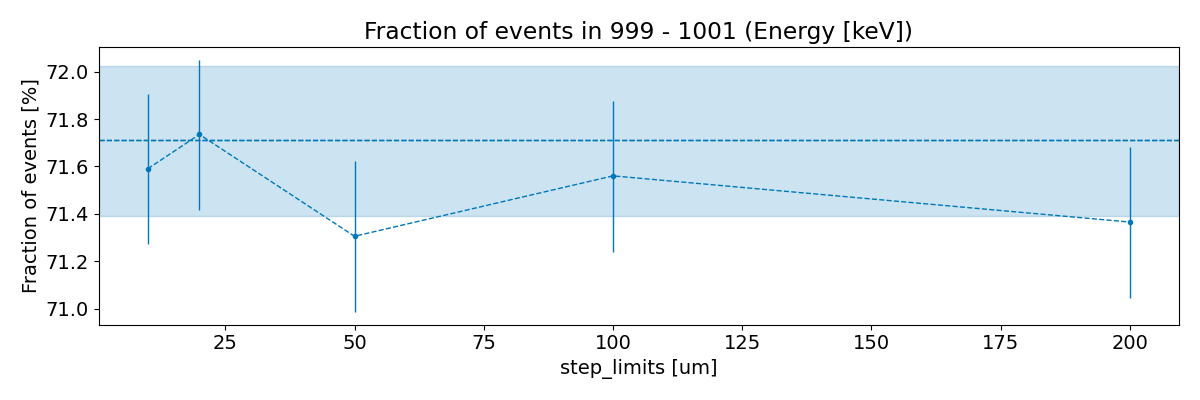 Fraction of events in 999 - 1001 (Energy [keV])
Fraction of events [%]
72.0
71.8
71.6
71.4
71.2
71.0
25 50 75 100 125 150 175 200
step_limits [um]